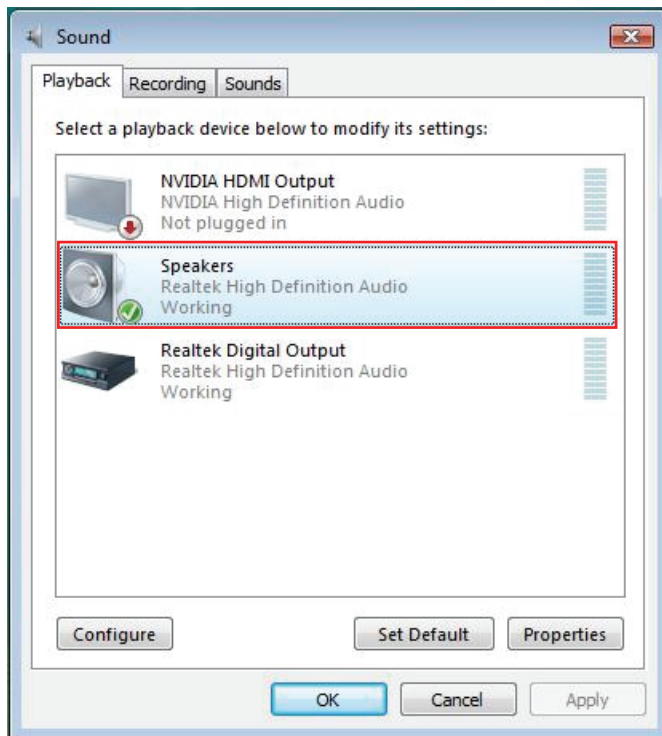 Sound
Playback Recording Sounds
Select a playback device below to modify its settings:
NVIDIA HDMI Output
NVIDIA High Definition Audio
Not plugged in
Speakers
Realtek High Definition Audio
Working
Realtek Digital Output
Realtek High Definition Audio
Working
Configure Set Default Properties
OK Cancel Apply